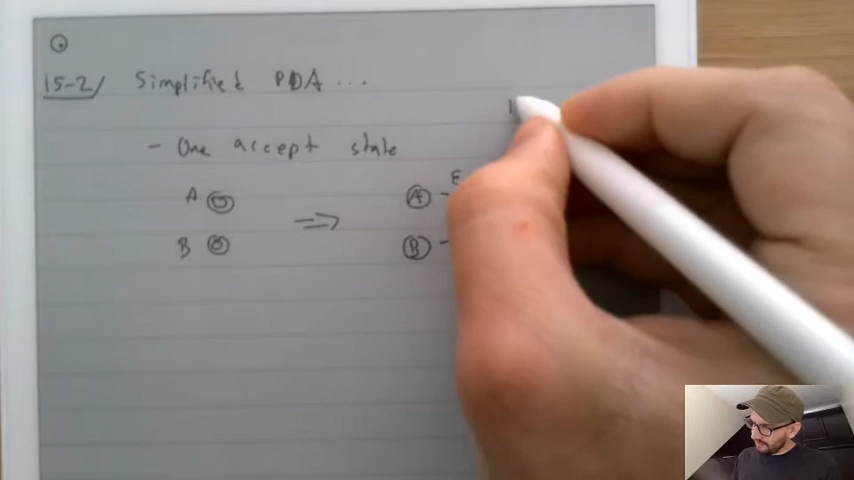 15-2/ Simplified PDA ...
- One accept state
A ⇒ A ε
B B